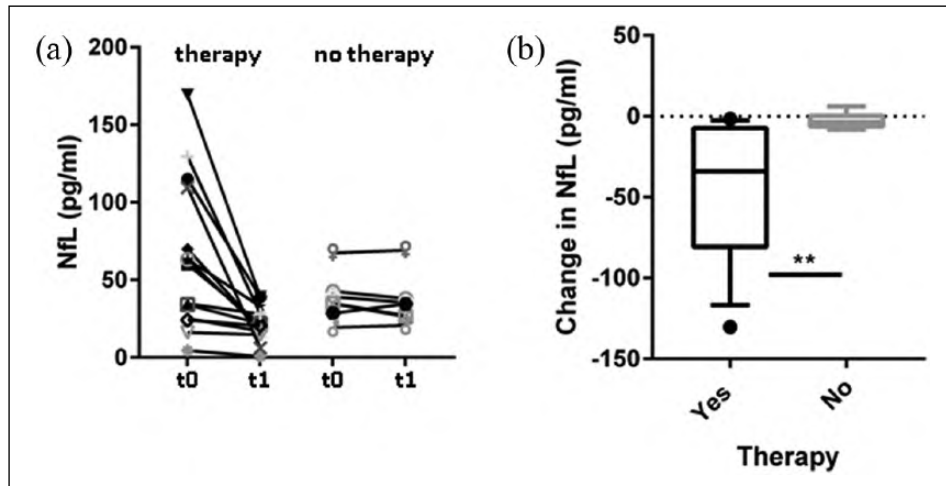 (a)
therapy no therapy
200
150
100
50
0
NfL (pg/ml)
t0 t1 t0 t1
(b)
50
0
-50
-100
-150
Change in NfL (pg/ml)
**
Yes No
Therapy